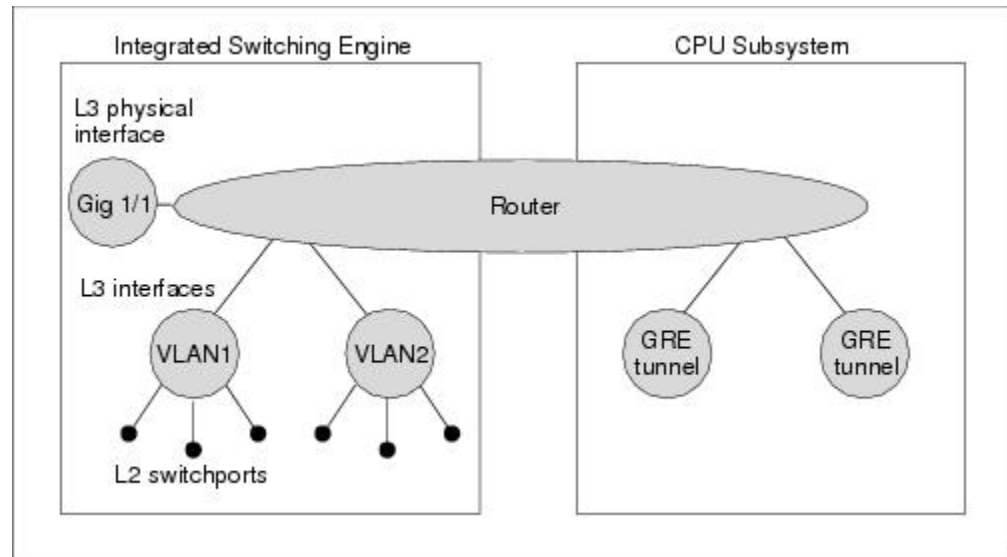 Integrated Switching Engine
CPU Subsystem
L3 physical
interface
Gig 1/1
Router
L3 interfaces
VLAN1
VLAN2
GRE
tunnel
GRE
tunnel
L2 switchports